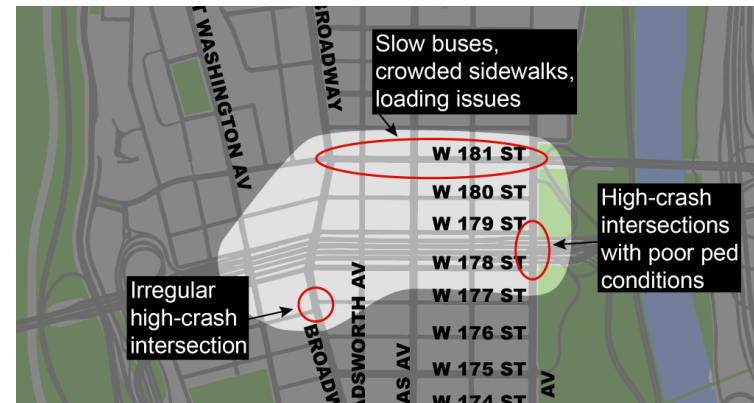 T WASHINGTON AV
BROADWAY
Slow buses,
crowded sidewalks,
loading issues
W 181 ST
W 180 ST
W 179 ST
W 178 ST
W 177 ST
W 176 ST
W 175 ST
W 174 ST
High-crash
intersections
with poor ped
conditions
Irregular
high-crash
intersection
BROADW
ADSWORTH AV
AS AV
AV